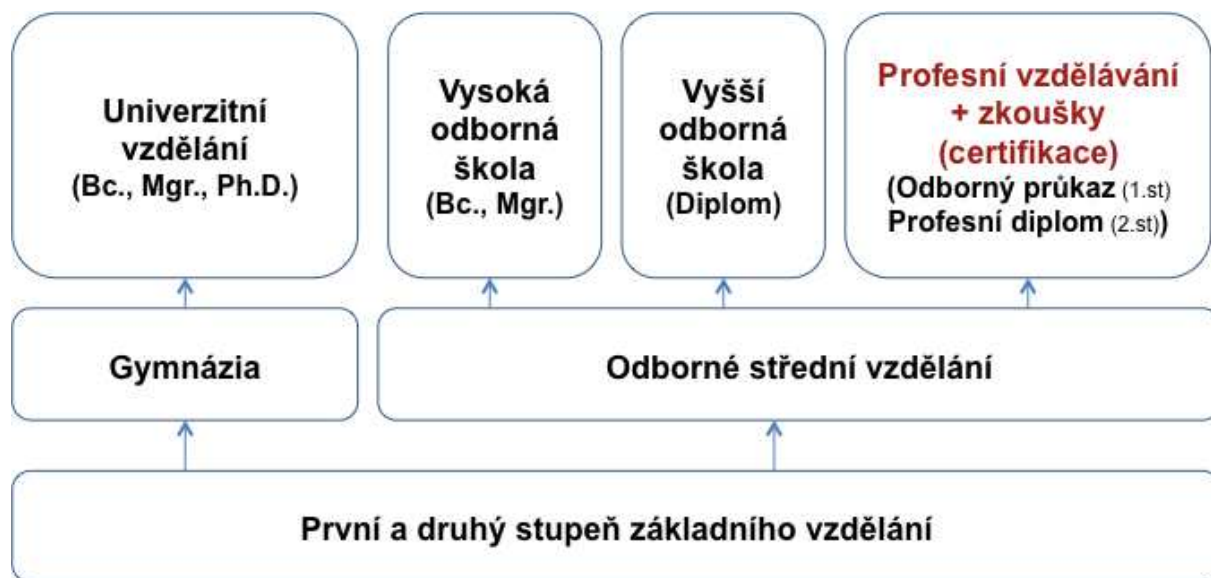 Univerzitní
vzdělání
(Bc., Mgr., Ph.D.)
Vysoká
odborná
škola
(Bc., Mgr.)
Vyšší
odborná
škola
(Diplom)
Profesní vzdělávání
+ zkoušky
(certifikace)
(Odborný průkaz (1.st)
Profesní diplom (2.st))
Gymnázia
Odborné střední vzdělání
První a druhý stupeň základního vzdělání